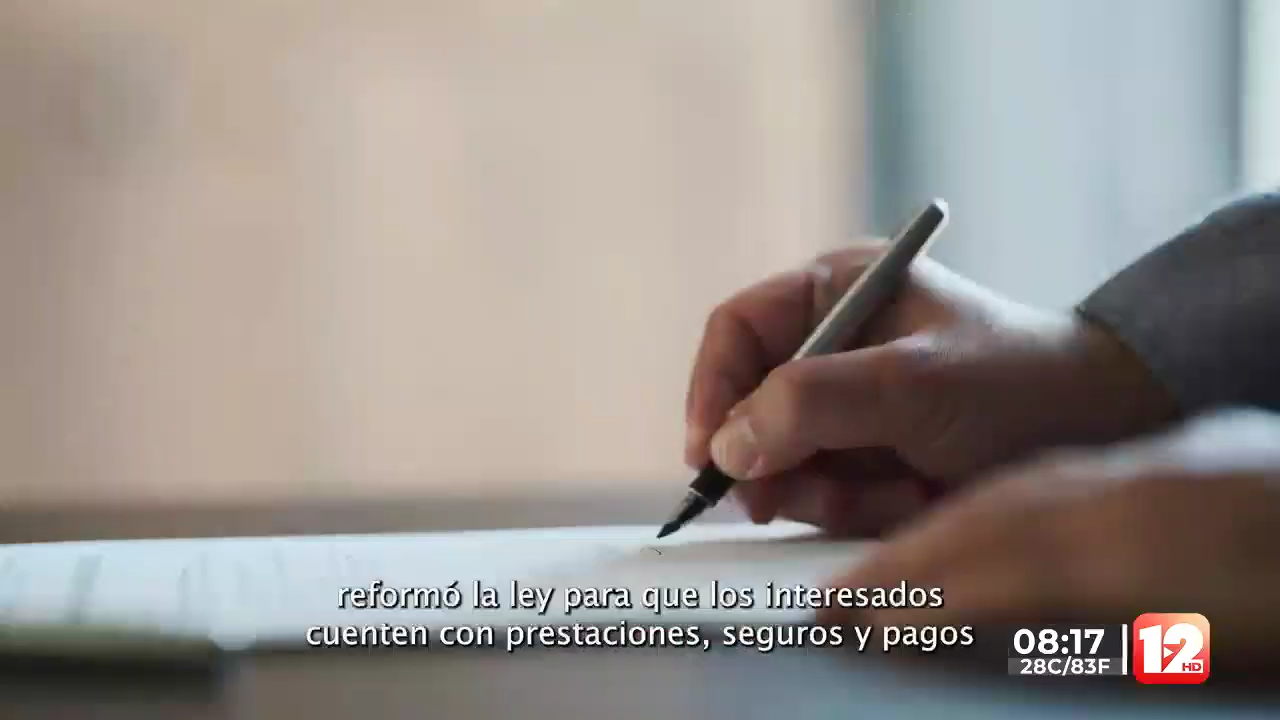 reformó la ley para que los interesados
cuenten con prestaciones, seguros y pagos
08:17
28C/83F
12
HD